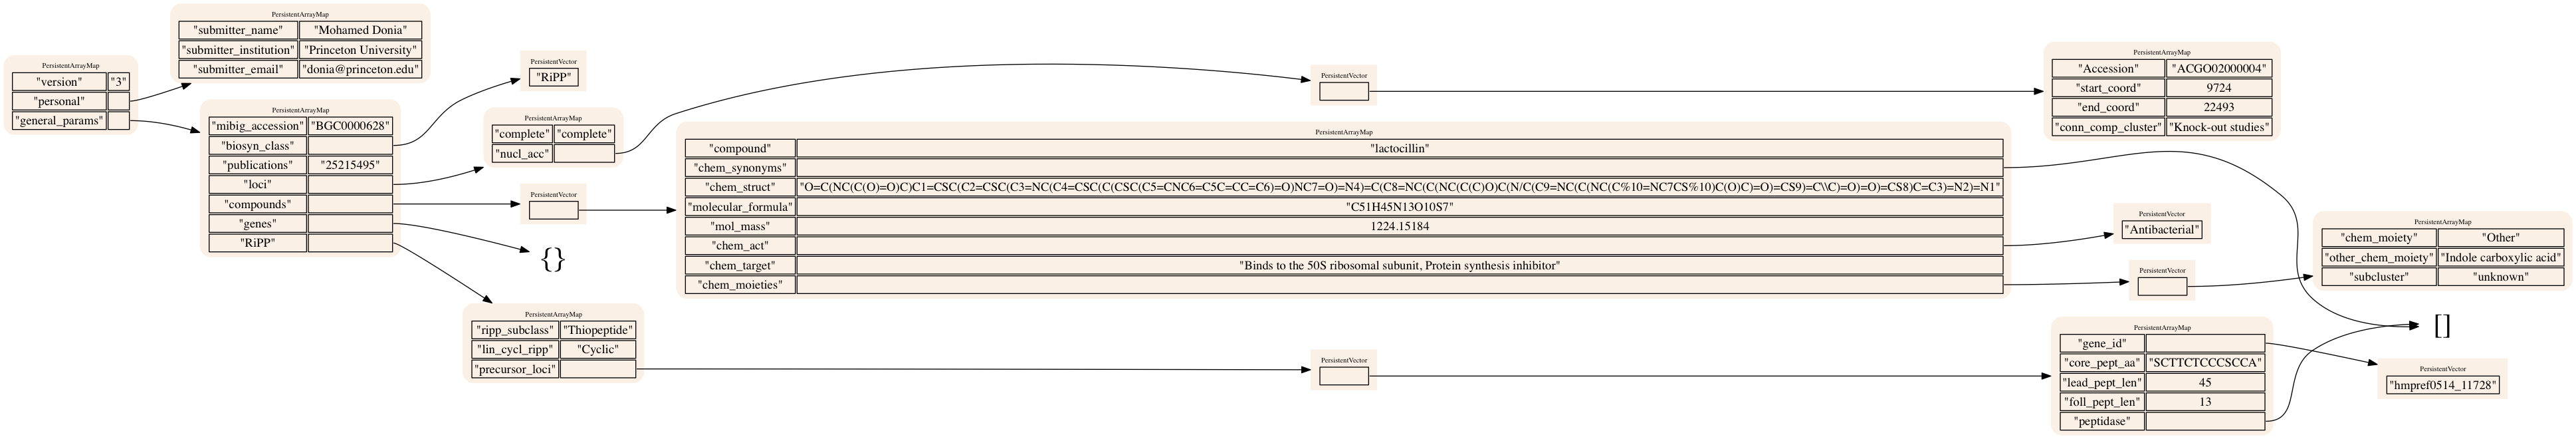 PersistentArrayMap
"version" "3"
"personal"
"general_params"
PersistentArrayMap
"submitter_name" "Mohamed Donia"
"submitter_institution" "Princeton University"
"submitter_email" "donia@princeton.edu"
PersistentArrayMap
"mibig_accession" "BGC0000628"
"biosyn_class"
"publications" "25215495"
"loci"
"compounds"
"genes"
"RiPP"
PersistentVector
"RiPP"
PersistentArrayMap
"complete" "complete"
"nucl_acc"
PersistentVector
{}
PersistentArrayMap
"ripp_subclass" "Thiopeptide"
"lin_cycl_ripp" "Cyclic"
"precursor_loci"
PersistentVector
PersistentArrayMap
"compound" "lactocillin"
"chem_synonyms"
"chem_struct" "O=C(NC(C(O)=O)C)C1=CSC(C2=CSC(C3=NC(C4=CSC(C(CSC(C5=CNC6=C5C=CC=C6)=O)NC7=O)=N4)=C(C8=NC(C(NC(C(C)O)C(N/C(C9=NC(C(NC(C%10=NC7CS%10)C(O)C)=O)=CS9)=C\\C)=O)=O)=CS8)C=C3)=N2)=N1"
"molecular_formula" "C51H45N13O10S7"
"mol_mass" 1224.15184
"chem_act"
"chem_target" "Binds to the 50S ribosomal subunit, Protein synthesis inhibitor"
"chem_moieties"
PersistentVector
PersistentArrayMap
"Accession" "ACGO02000004"
"start_coord" 9724
"end_coord" 22493
"conn_comp_cluster" "Knock-out studies"
PersistentVector
"Antibacterial"
PersistentVector
PersistentArrayMap
"chem_moiety" "Other"
"other_chem_moiety" "Indole carboxylic acid"
"subcluster" "unknown"
[]
PersistentArrayMap
"gene_id"
"core_pept_aa" "SCTTCTCCCSCCA"
"lead_pept_len" 45
"foll_pept_len" 13
"peptidase"
PersistentVector
"hmpref0514_11728"